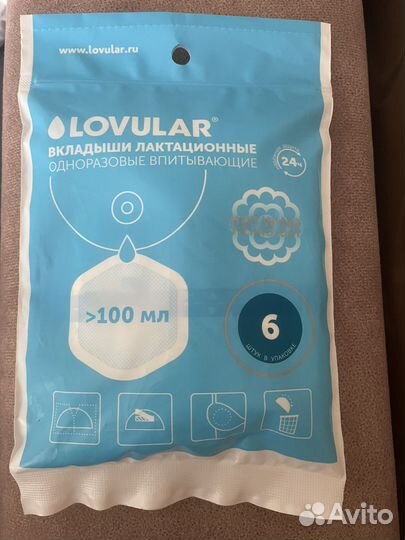 www.lovular.ru
LOVULAR®
ВКЛАДЫШИ ЛАКТАЦИОННЫЕ
ОДНОРАЗОВЫЕ ВПИТЫВАЮЩИЕ
24ч
>100 мл
6
ШТУК В УПАКОВКЕ
Avito